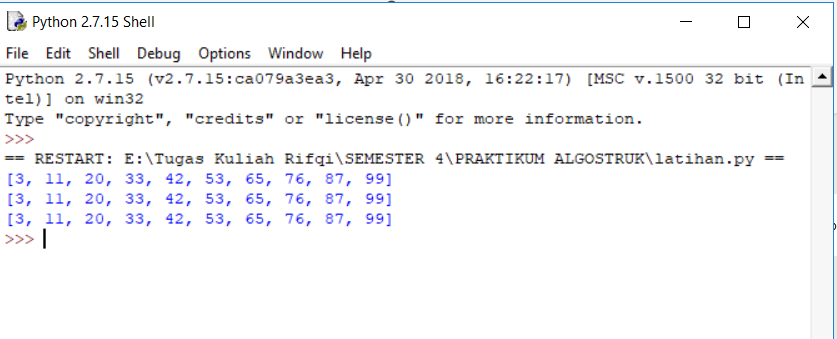 Python 2.7.15 Shell
File Edit Shell Debug Options Window Help
Python 2.7.15 (v2.7.15:ca079a3ea3, Apr 30 2018, 16:22:17) [MSC v.1500 32 bit (In
tel)] on win32
Type "copyright", "credits" or "license()" for more information.
>>>
== RESTART: E:\Tugas Kuliah Rifqi\SEMESTER 4\PRAKTIKUM ALGOSTRUK\latihan.py ==
[3, 11, 20, 33, 42, 53, 65, 76, 87, 99]
[3, 11, 20, 33, 42, 53, 65, 76, 87, 99]
[3, 11, 20, 33, 42, 53, 65, 76, 87, 99]
>>>